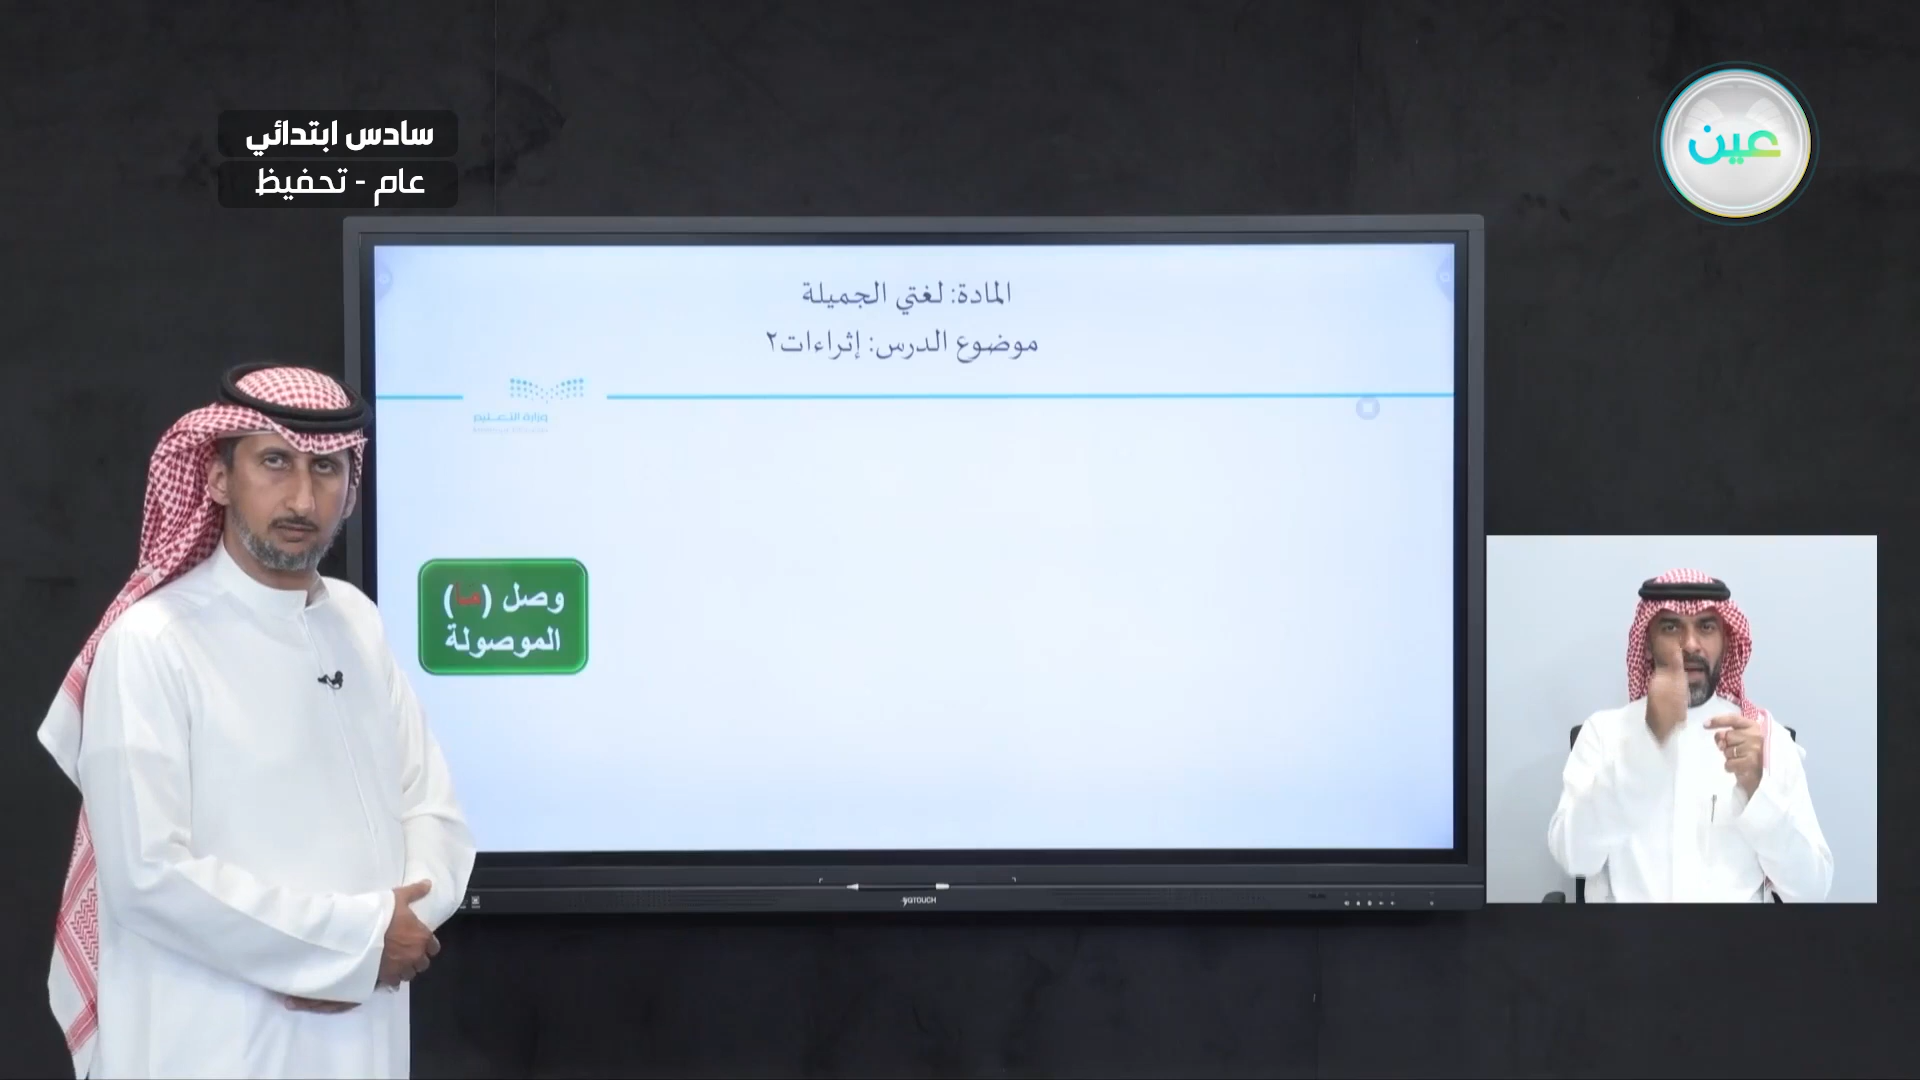 سادس ابتدائي
عام - تحفيظ
عين
المادة: لغتي الجميلة
موضوع الدرس: إثراءات٢
وزارة التعليم
وصل (ما)
الموصولة